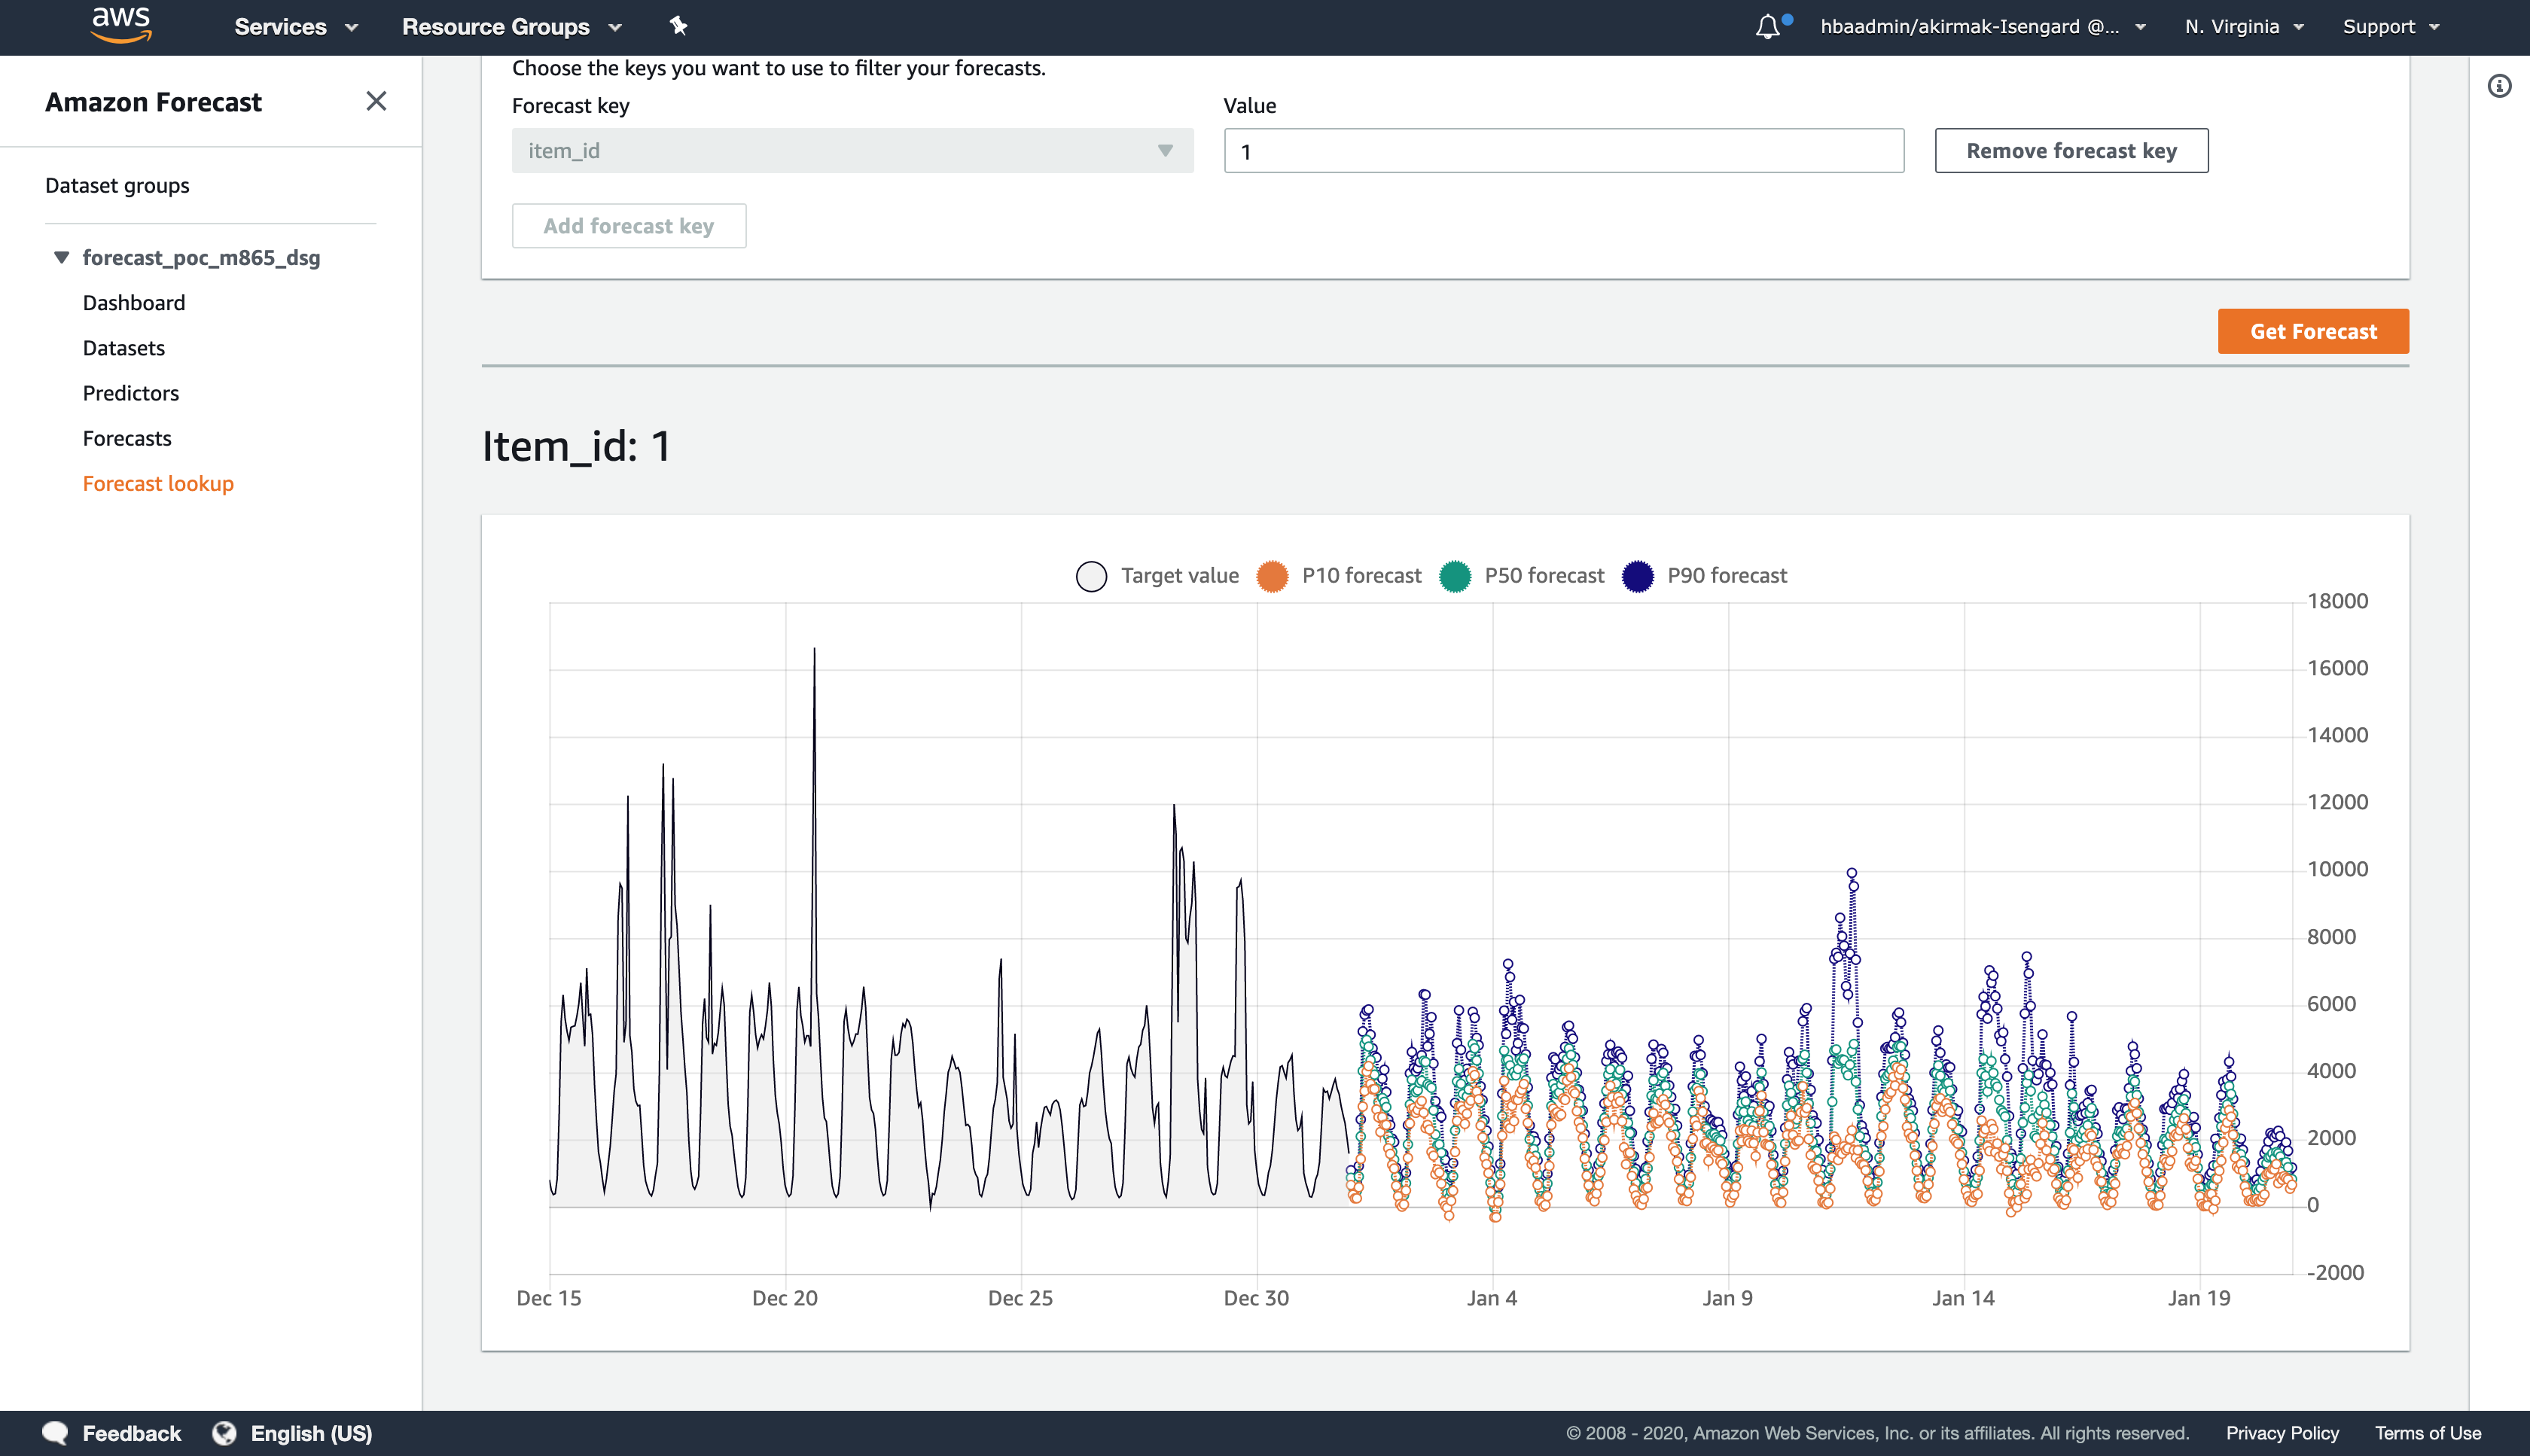 aws
Services Resource Groups hbaadmin/akirmak-Isengard @... N. Virginia Support
Amazon Forecast
Dataset groups
forecast_poc_m865_dsg
Dashboard
Datasets
Predictors
Forecasts
Forecast lookup
Choose the keys you want to use to filter your forecasts.
Forecast key Value
item_id 1 Remove forecast key
Add forecast key
Get Forecast
Item_id: 1
Target value P10 forecast P50 forecast P90 forecast
18000
16000
14000
12000
10000
8000
6000
4000
2000
0
-2000
Dec 15 Dec 20 Dec 25 Dec 30 Jan 4 Jan 9 Jan 14 Jan 19
Feedback English (US) © 2008 - 2020, Amazon Web Services, Inc. or its affiliates. All rights reserved. Privacy Policy Terms of Use